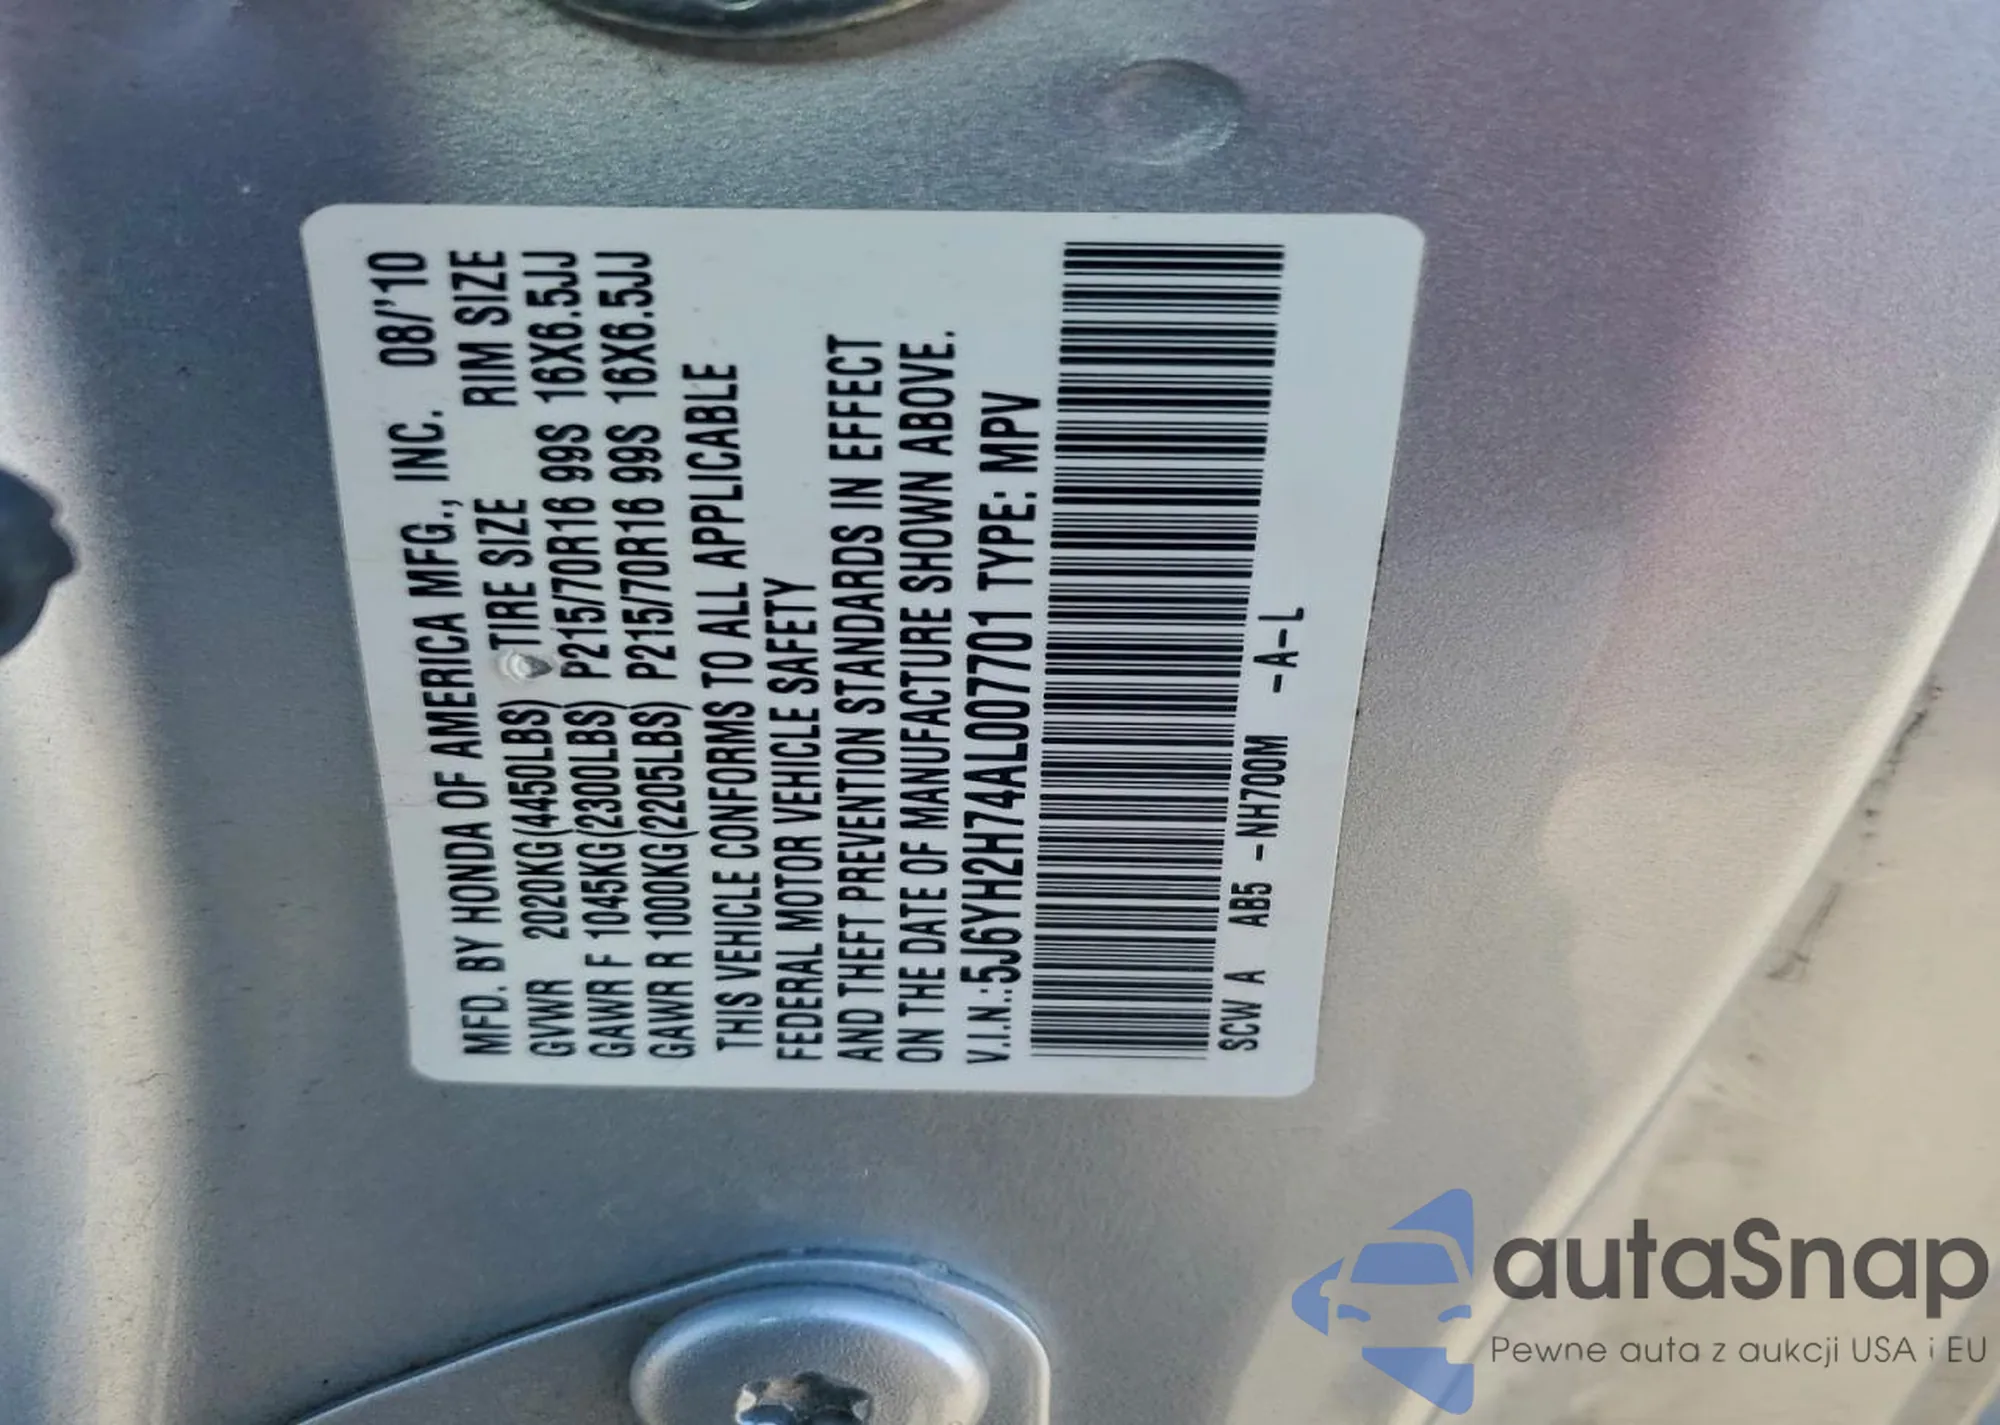 MFD. BY HONDA OF AMERICA MFG., INC. 08/'10
GVWR 2020KG(4450LBS) TIRE SIZE RIM SIZE
GAWR F 1045KG(2300LBS) P215/70R16 99S 16X6.5JJ
GAWR R 1000KG(2205LBS) P215/70R16 99S 16X6.5JJ
THIS VEHICLE CONFORMS TO ALL APPLICABLE
FEDERAL MOTOR VEHICLE SAFETY
AND THEFT PREVENTION STANDARDS IN EFFECT
ON THE DATE OF MANUFACTURE SHOWN ABOVE.
V.I.N.:5J6YH2H74AL007701 TYPE: MPV
SCW A AB5 -NH700M -A-L
autaSnap
Pewne auta z aukcji USA i EU